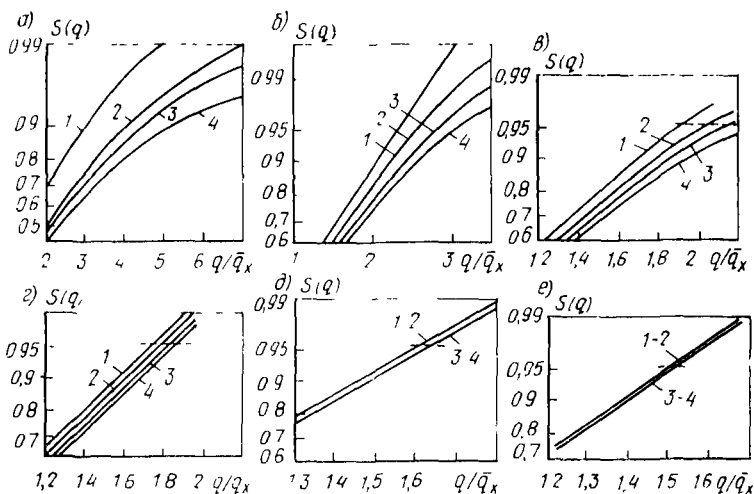 а)
S(q)
0,99
0,9
0,8
0,7
0,6
0,5
1
2
3
4
2 3 4 5 6 q/q̄x
б)
S(q)
0,99
0,95
0,9
0,8
0,7
0,6
3
2
1
4
1 2 3 q/q̄x
в)
S(q)
0,99
0,95
0,9
0,8
0,7
0,6
1
2
3
4
1,2 1,4 1,6 1,8 2 q/q̄x
г)
S(q)
0,95
0,9
0,8
0,7
1
2
3
4
1,2 1,4 1,6 1,8 2 q/q̄x
д)
S(q)
0,99
0,95
0,9
0,8
0,7
0,6
1-2
3-4
1,3 1,4 1,5 1,6 1,7 q/q̄x
е)
S(q)
0,99
0,95
0,9
0,8
0,7
1-2
3-4
1,2 1,3 1,4 1,5 1,6 q/q̄x